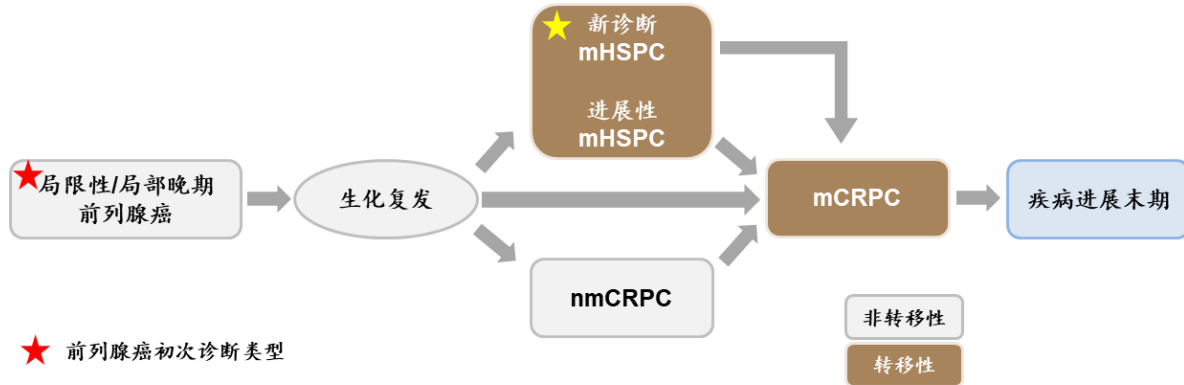 新诊断
mHSPC
进展性
mHSPC
局限性/局部晚期
前列腺癌
生化复发
mCRPC
疾病进展末期
nmCRPC
非转移性
转移性
前列腺癌初次诊断类型